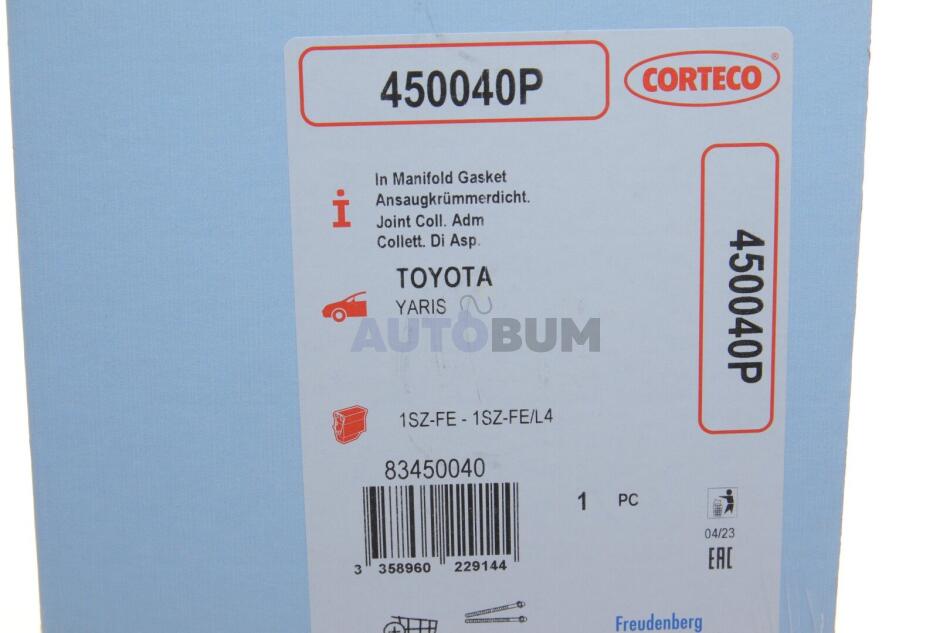 450040P
CORTECO®
In Manifold Gasket
Ansaugkrümmerdicht.
Joint Coll. Adm
Collett. Di Asp.
TOYOTA
YARIS
AUTOBUM
450040P
1SZ-FE - 1SZ-FE/L4
83450040
1 PC
04/23
EAC
3 358960 229144
Freudenberg